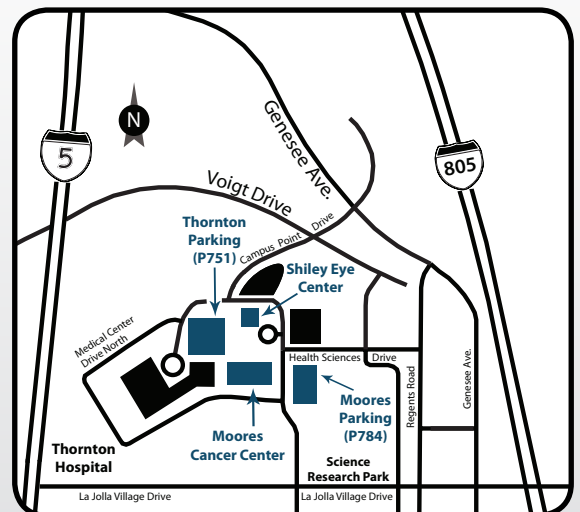 Genesee Ave.
N
5
805
Voigt Drive
Campus Point Drive
Thornton
Parking
(P751)
Shiley Eye
Center
Medical Center
Drive North
Health Sciences Drive
Regents Road
Genesee Ave.
Moores
Parking
(P784)
Moores
Cancer Center
Thornton
Hospital
Science
Research Park
La Jolla Village Drive
La Jolla Village Drive